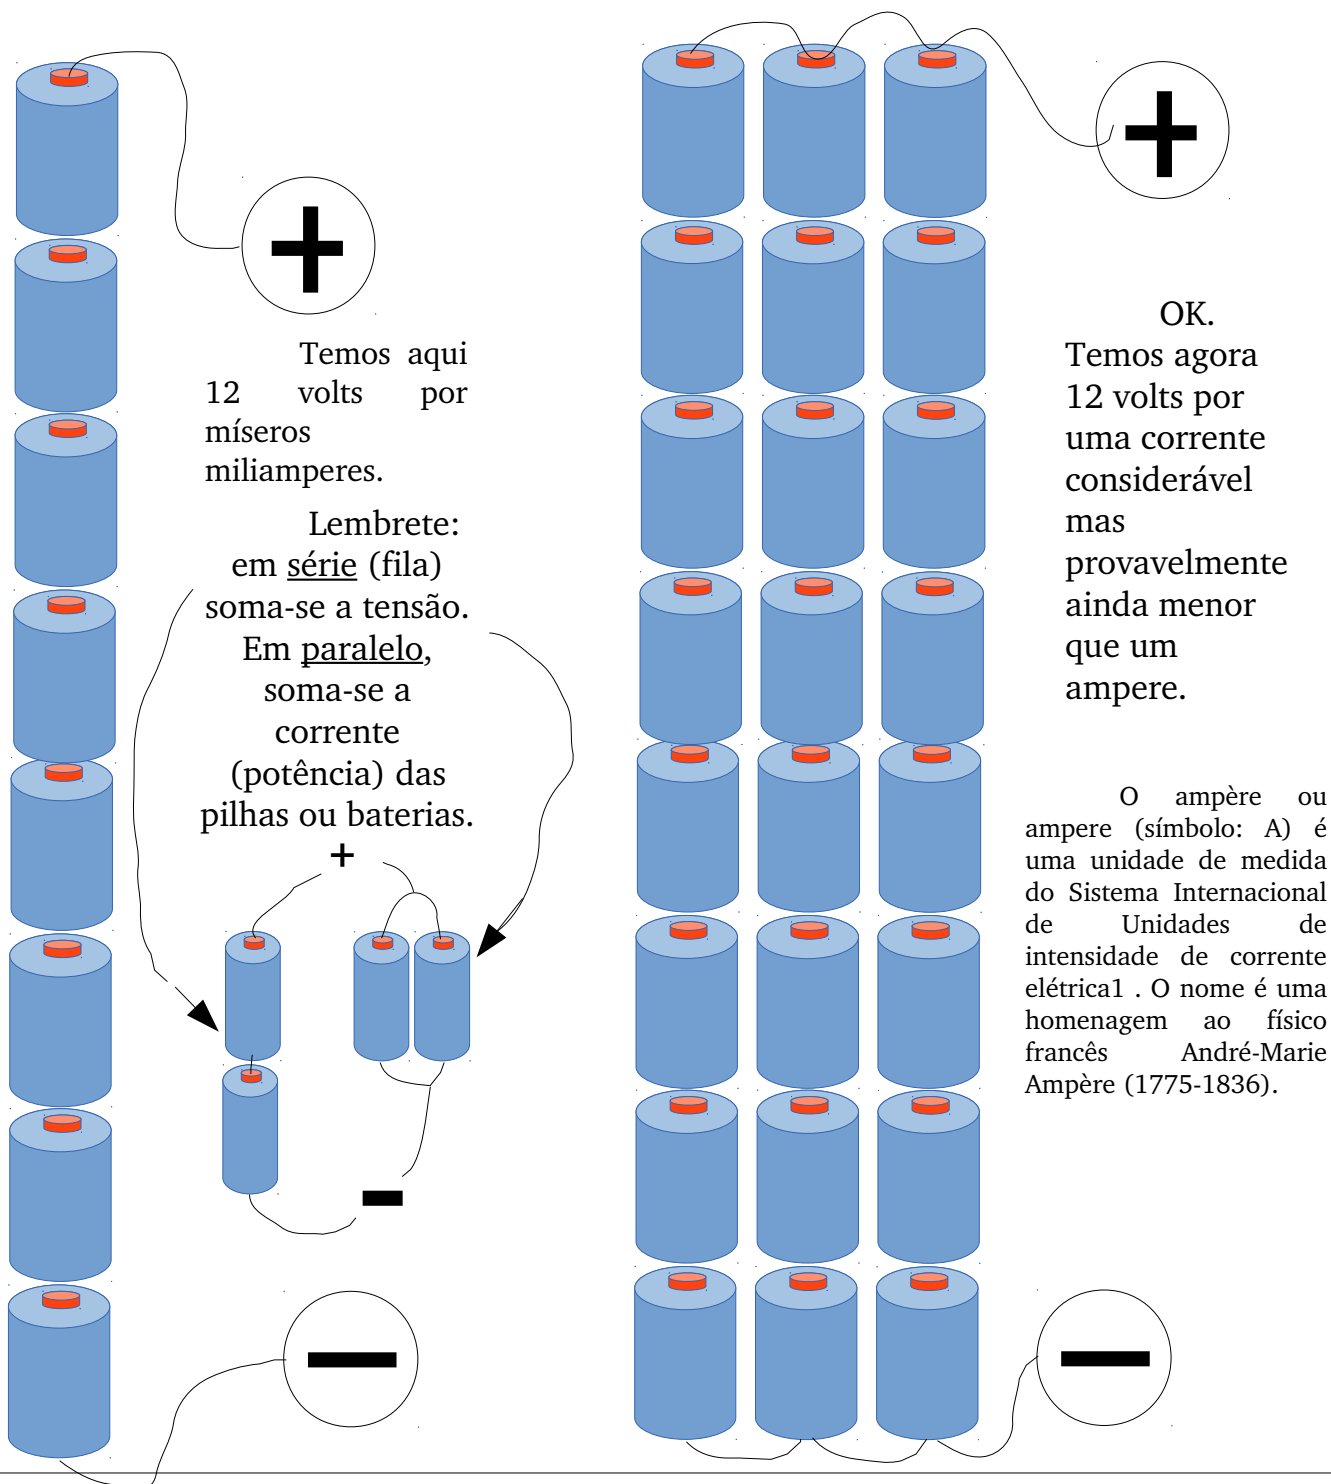 Temos aqui
12 volts por
míseros
miliamperes.
Lembrete:
em série (fila)
soma-se a tensão.
Em paralelo,
soma-se a
corrente
(potência) das
pilhas ou baterias.
+
-
OK.
Temos agora
12 volts por
uma corrente
considerável
mas
provavelmente
ainda menor
que um
ampere.
O ampère ou
ampere (símbolo: A) é
uma unidade de medida
do Sistema Internacional
de Unidades de
intensidade de corrente
elétrica1 . O nome é uma
homenagem ao físico
francês André-Marie
Ampère (1775-1836).
+
-
+
-